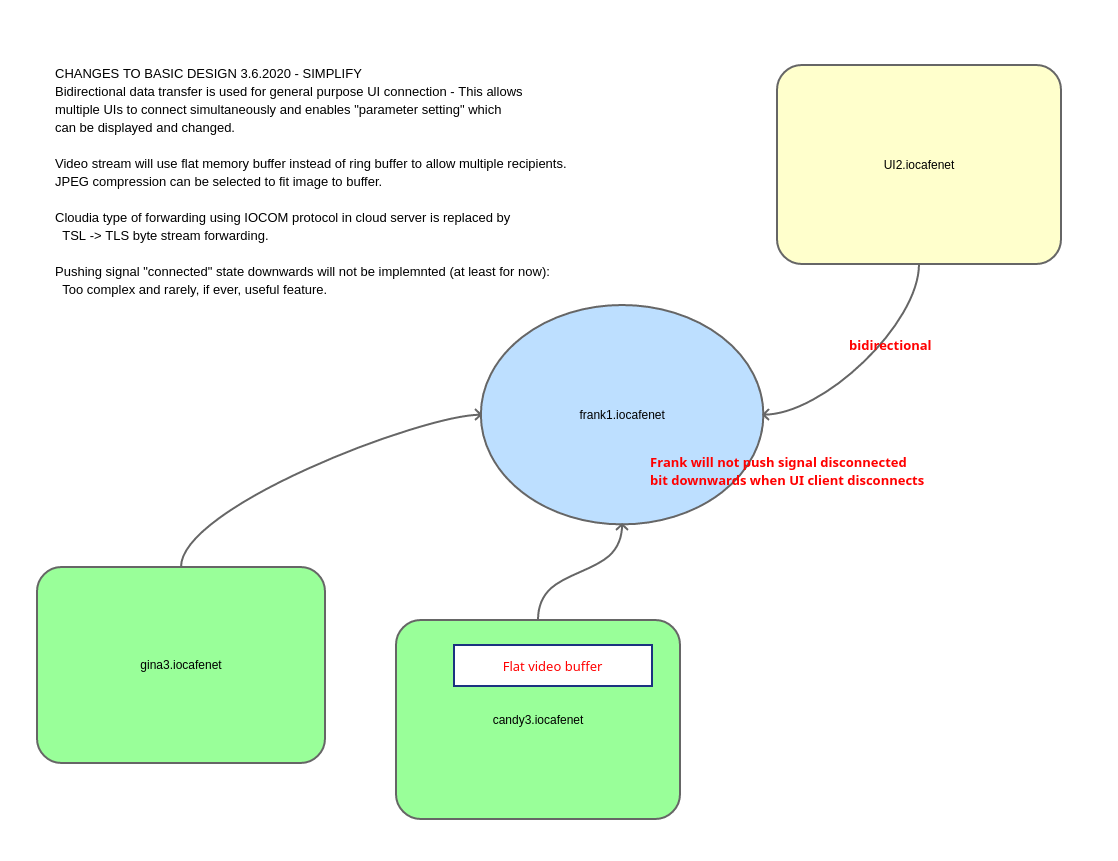 CHANGES TO BASIC DESIGN 3.6.2020 - SIMPLIFY
Bidirectional data transfer is used for general purpose UI connection - This allows
multiple UIs to connect simultaneously and enables "parameter setting" which
can be displayed and changed.
Video stream will use flat memory buffer instead of ring buffer to allow multiple recipients.
JPEG compression can be selected to fit image to buffer.
Cloudia type of forwarding using IOCOM protocol in cloud server is replaced by
TSL -> TLS byte stream forwarding.
Pushing signal "connected" state downwards will not be implemnted (at least for now):
Too complex and rarely, if ever, useful feature.
UI2.iocafenet
bidirectional
frank1.iocafenet
Frank will not push signal disconnected
bit downwards when UI client disconnects
gina3.iocafenet
Flat video buffer
candy3.iocafenet